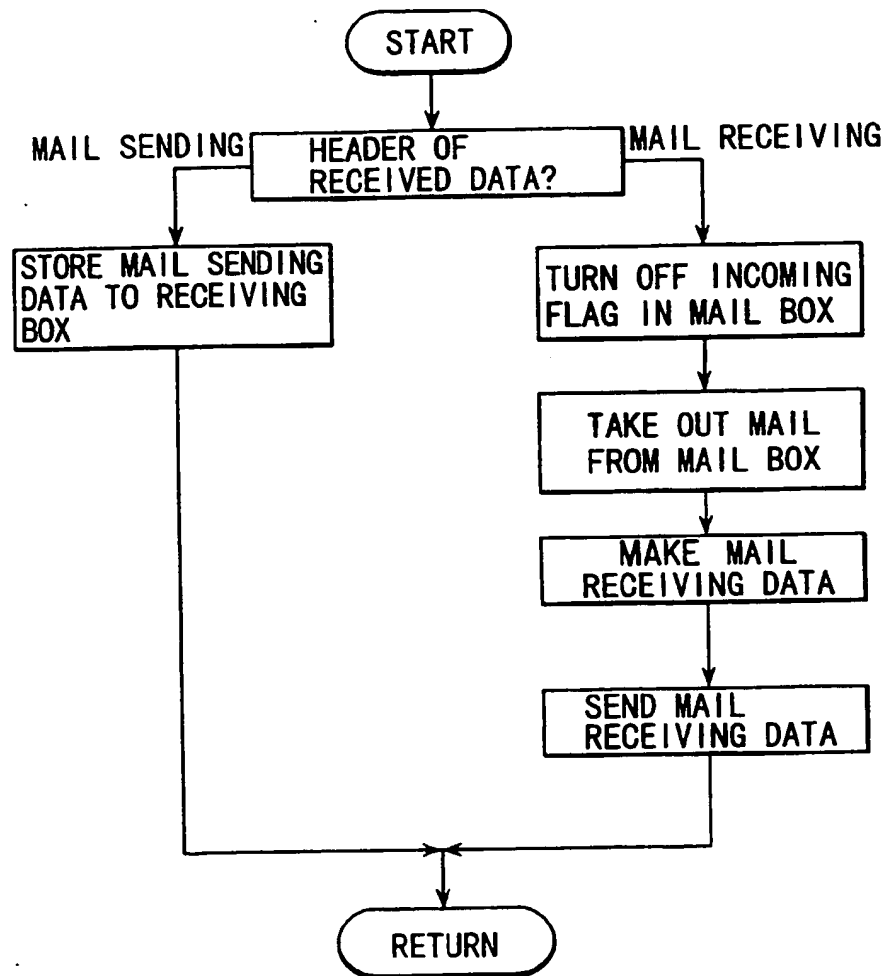 START
MAIL SENDING
HEADER OF
RECEIVED DATA?
MAIL RECEIVING
STORE MAIL SENDING
DATA TO RECEIVING
BOX
TURN OFF INCOMING
FLAG IN MAIL BOX
TAKE OUT MAIL
FROM MAIL BOX
MAKE MAIL
RECEIVING DATA
SEND MAIL
RECEIVING DATA
RETURN